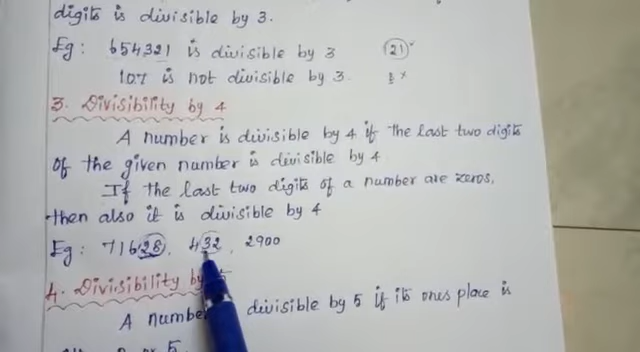 digits is divisible by 3.
Eg: 654321 is divisible by 3 (21) ✓
107 is not divisible by 3. 8 ×
3. Divisibility by 4
A number is divisible by 4 if the last two digits
of the given number is divisible by 4
If the last two digits of a number are zeros,
then also it is divisible by 4
Eg: 71628, 432, 2900
4. Divisibility by
A number divisible by 5 if its ones place is
5.